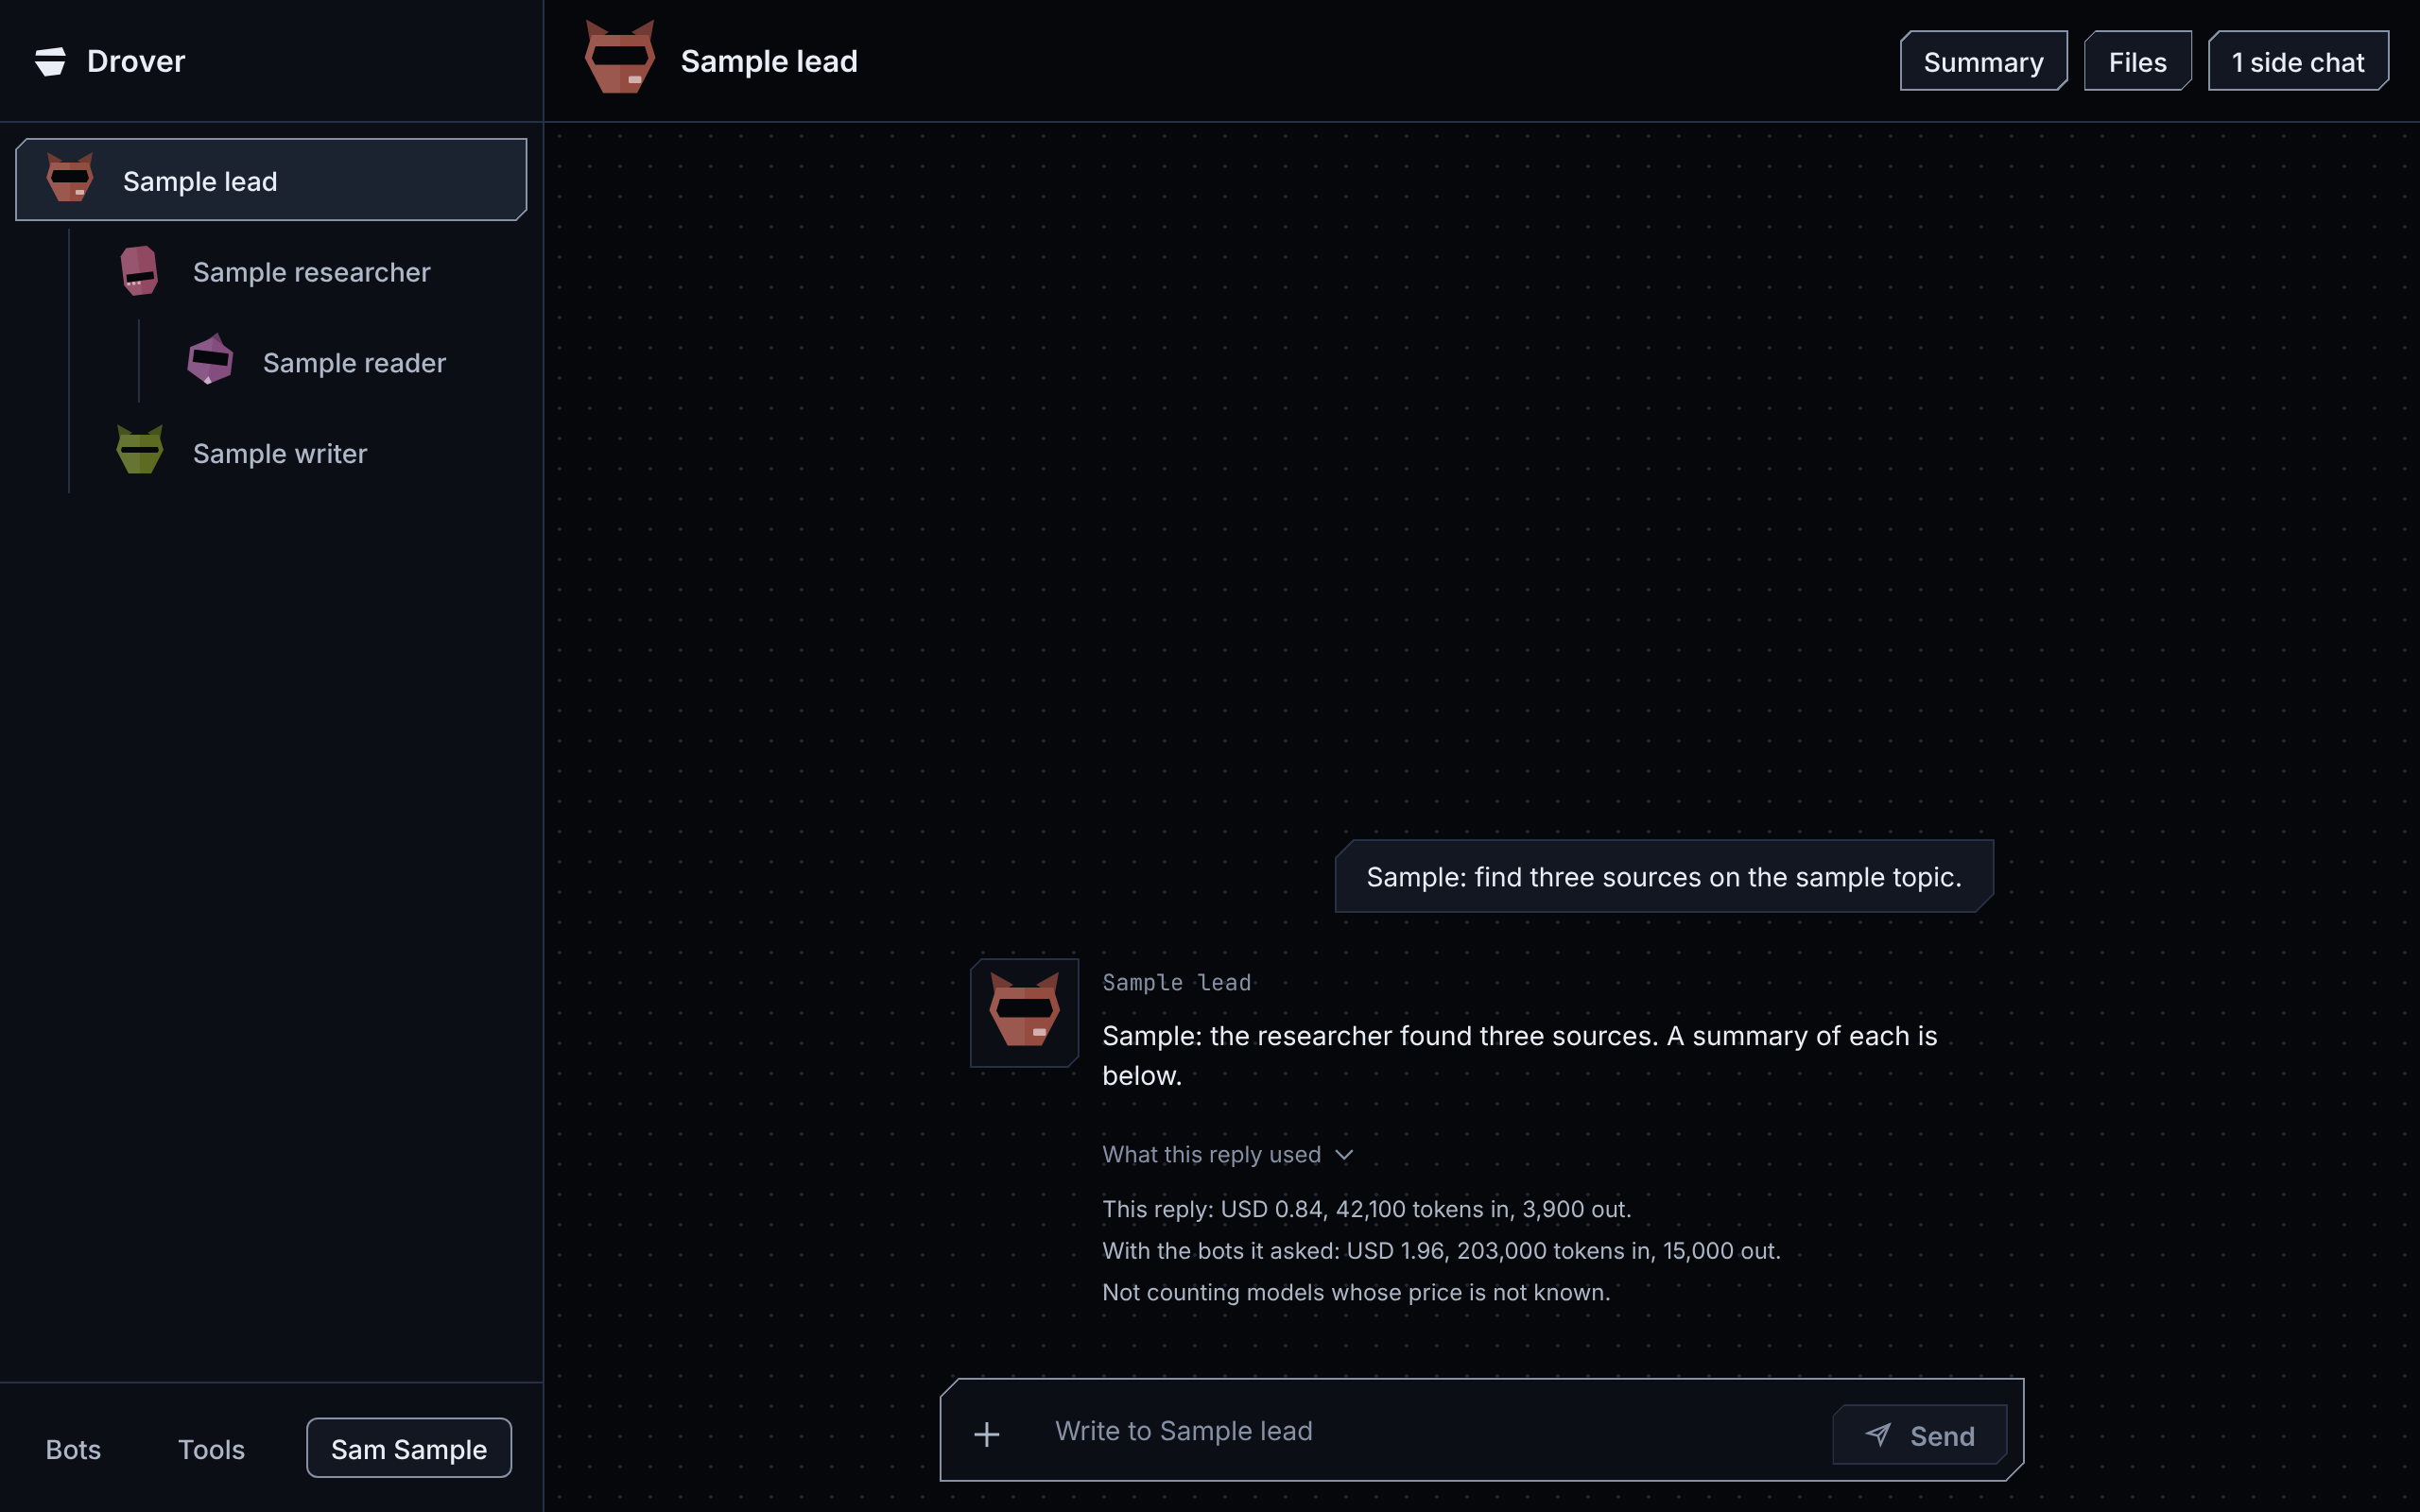 Drover
Sample lead
Summary
Files
1 side chat
Sample lead
Sample researcher
Sample reader
Sample writer
Sample: find three sources on the sample topic.
Sample lead
Sample: the researcher found three sources. A summary of each is
below.
What this reply used
This reply: USD 0.84, 42,100 tokens in, 3,900 out.
With the bots it asked: USD 1.96, 203,000 tokens in, 15,000 out.
Not counting models whose price is not known.
Write to Sample lead
Send
Bots
Tools
Sam Sample